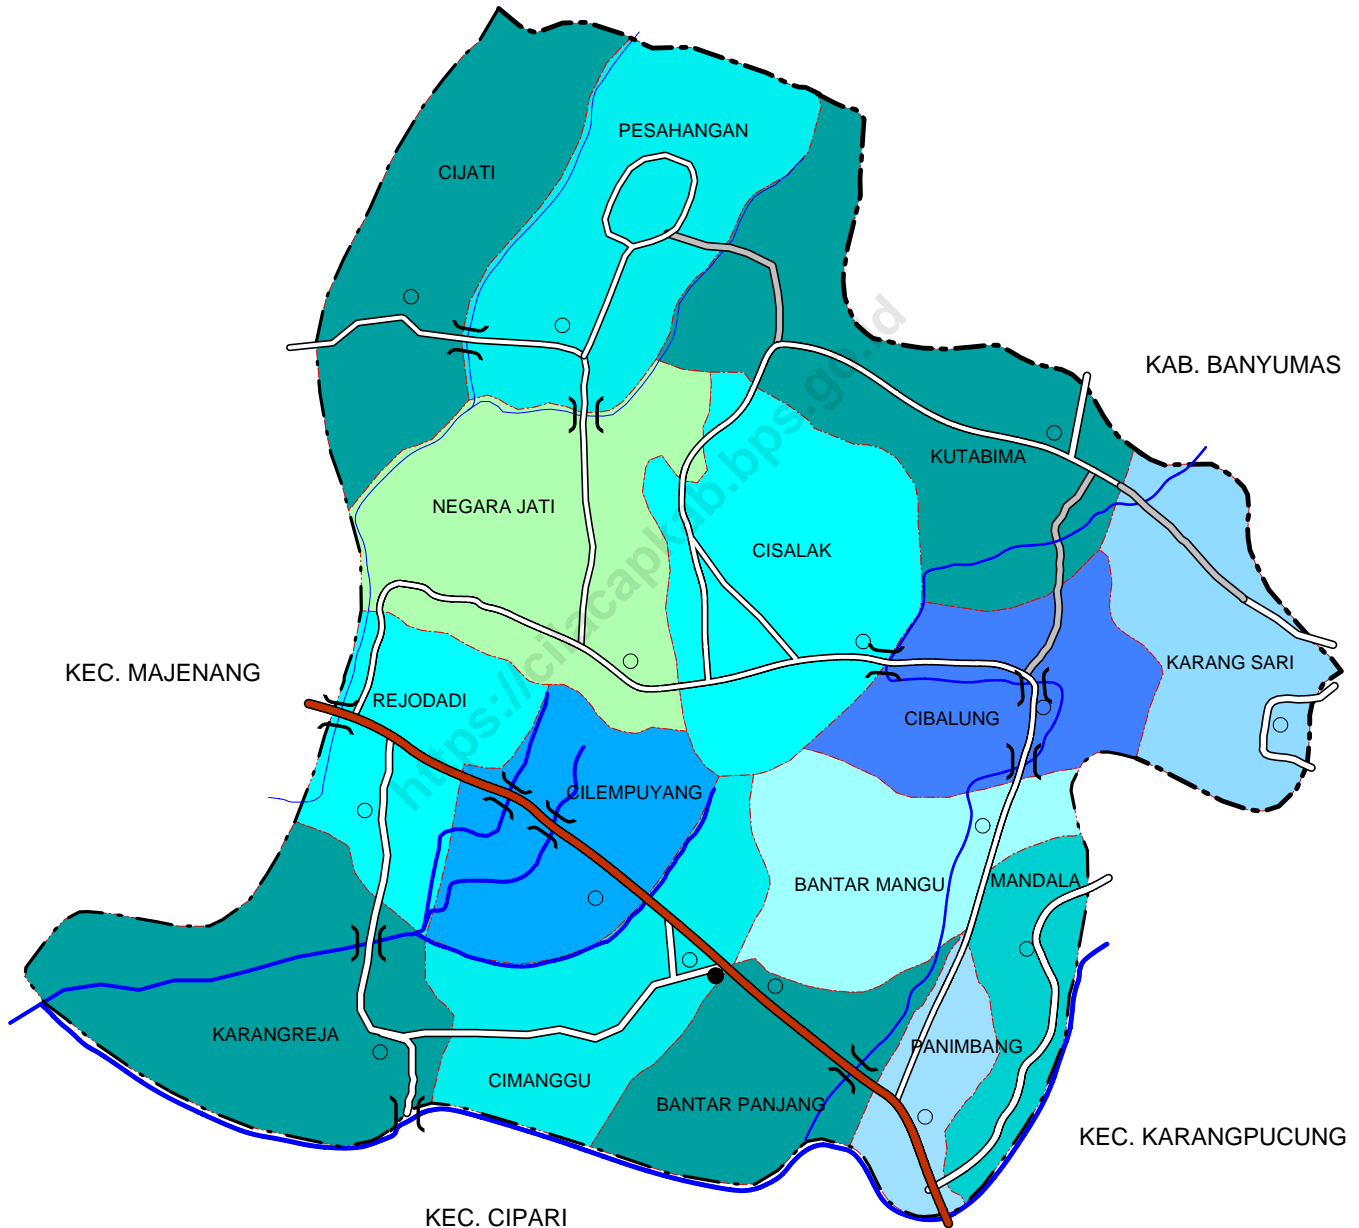 PESAHANGAN
CIJATI
KAB. BANYUMAS
KUTABIMA
NEGARA JATI
CISALAK
KEC. MAJENANG
KARANG SARI
REJODADI
CIBALUNG
CILEMPUYANG
https://cilacapkab.bps.go.id
BANTAR MANGU
MANDALA
KARANGREJA
PANIMBANG
CIMANGGU
BANTAR PANJANG
KEC. KARANGPUCUNG
KEC. CIPARI